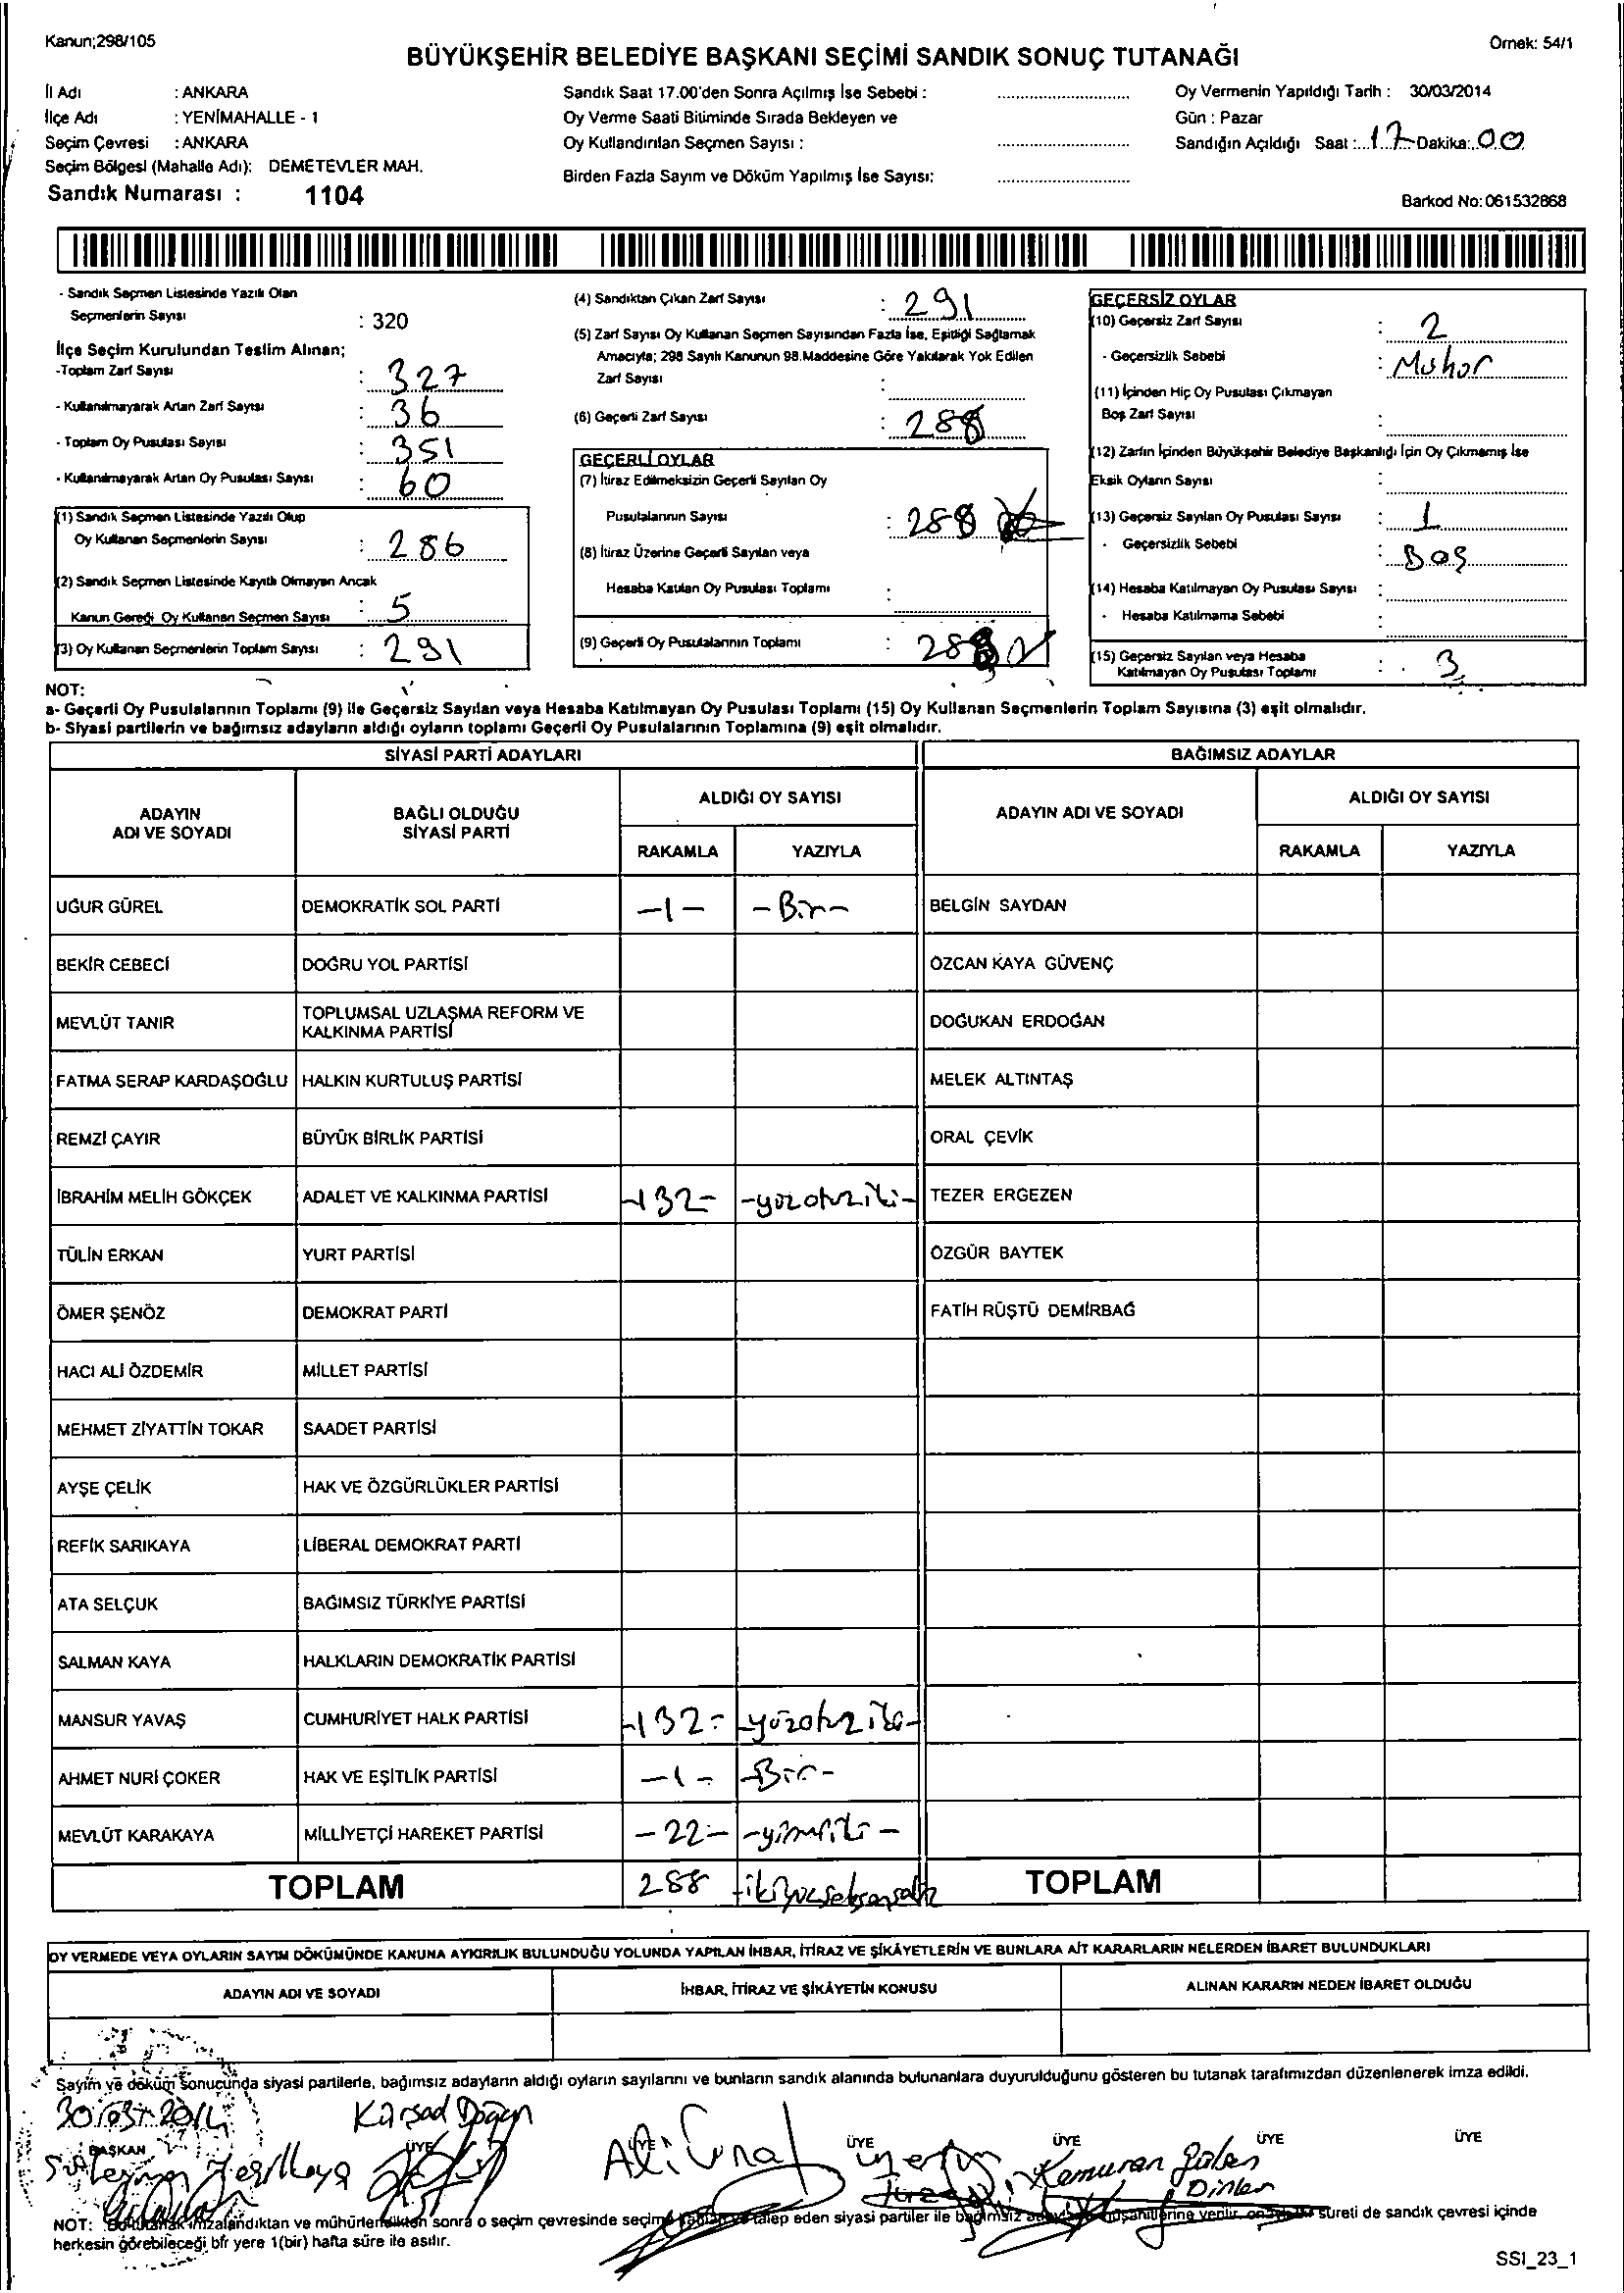 Kanun;298/105
Örnek: 54/1
BÜYÜKŞEHİR BELEDİYE BAŞKANI SEÇİMİ SANDIK SONUÇ TUTANAĞI
İl Adı : ANKARA
İlçe Adı : YENİMAHALLE - 1
Seçim Çevresi : ANKARA
Seçim Bölgesi (Mahalle Adı): DEMETEVLER MAH.
Sandık Numarası : 1104
Sandık Saat 17.00'den Sonra Açılmış İse Sebebi :
Oy Verme Saati Bitiminde Sırada Bekleyen ve
Oy Kullandırılan Seçmen Sayısı :
Birden Fazla Sayım ve Döküm Yapılmış İse Sayısı:
Oy Vermenin Yapıldığı Tarih : 30/03/2014
Gün : Pazar
Sandığın Açıldığı Saat : 17 Dakika: 00
Barkod No: 061532868
- Sandık Seçmen Listesinde Yazılı Olan
Seçmenlerin Sayısı : 320
İlçe Seçim Kurulundan Teslim Alınan;
-Toplam Zarf Sayısı : 327
- Kullanılmayarak Artan Zarf Sayısı : 36
- Toplam Oy Pusulası Sayısı : 351
- Kullanılmayarak Artan Oy Pusulası Sayısı : 60
(1) Sandık Seçmen Listesinde Yazılı Olup
Oy Kullanan Seçmenlerin Sayısı : 286
(2) Sandık Seçmen Listesinde Kayıtlı Olmayan Ancak
Kanun Gereği Oy Kullanan Seçmen Sayısı : 5
(3) Oy Kullanan Seçmenlerin Toplam Sayısı : 291
(4) Sandıktan Çıkan Zarf Sayısı : 291
(5) Zarf Sayısı Oy Kullanan Seçmen Sayısından Fazla İse, Eşitliği Sağlamak
Amacıyla; 298 Sayılı Kanunun 98.Maddesine Göre Yakılarak Yok Edilen
Zarf Sayısı :
(6) Geçerli Zarf Sayısı : 288
GEÇERLİ OYLAR
(7) İtiraz Edilmeksizin Geçerli Sayılan Oy
Pusulalarının Sayısı : 288
(8) İtiraz Üzerine Geçerli Sayılan veya
Hesaba Katılan Oy Pusulası Toplamı :
(9) Geçerli Oy Pusulalarının Toplamı : 288
GEÇERSİZ OYLAR
(10) Geçersiz Zarf Sayısı : 2
- Geçersizlik Sebebi : Mühür
(11) İçinden Hiç Oy Pusulası Çıkmayan
Boş Zarf Sayısı :
(12) Zarfın İçinden Büyükşehir Belediye Başkanlığı İçin Oy Çıkmamış İse
Eksik Oyların Sayısı :
(13) Geçersiz Sayılan Oy Pusulası Sayısı : 1
- Geçersizlik Sebebi : Boş
(14) Hesaba Katılmayan Oy Pusulası Sayısı :
- Hesaba Katılmama Sebebi :
(15) Geçersiz Sayılan veya Hesaba
Katılmayan Oy Pusulası Toplamı : 3
NOT:
a- Geçerli Oy Pusulalarının Toplamı (9) ile Geçersiz Sayılan veya Hesaba Katılmayan Oy Pusulası Toplamı (15) Oy Kullanan Seçmenlerin Toplam Sayısına (3) eşit olmalıdır.
b- Siyasi partilerin ve bağımsız adayların aldığı oyların toplamı Geçerli Oy Pusulalarının Toplamına (9) eşit olmalıdır.
SİYASİ PARTİ ADAYLARI BAĞIMSIZ ADAYLAR
ADAYIN ADI VE SOYADI BAĞLI OLDUĞU SİYASİ PARTİ ALDIĞI OY SAYISI ADAYIN ADI VE SOYADI ALDIĞI OY SAYISI
RAKAMLA YAZIYLA RAKAMLA YAZIYLA
UĞUR GÜREL DEMOKRATİK SOL PARTİ -1- -Bir- BELGİN SAYDAN
BEKİR CEBECİ DOĞRU YOL PARTİSİ ÖZCAN KAYA GÜVENÇ
MEVLÜT TANIR TOPLUMSAL UZLAŞMA REFORM VE KALKINMA PARTİSİ DOĞUKAN ERDOĞAN
FATMA SERAP KARDAŞOĞLU HALKIN KURTULUŞ PARTİSİ MELEK ALTINTAŞ
REMZİ ÇAYIR BÜYÜK BİRLİK PARTİSİ ORAL ÇEVİK
İBRAHİM MELİH GÖKÇEK ADALET VE KALKINMA PARTİSİ -132- -yüzotuziki- TEZER ERGEZEN
TÜLİN ERKAN YURT PARTİSİ ÖZGÜR BAYTEK
ÖMER ŞENÖZ DEMOKRAT PARTİ FATİH RÜŞTÜ DEMİRBAĞ
HACI ALİ ÖZDEMİR MİLLET PARTİSİ
MEHMET ZİYATTİN TOKAR SAADET PARTİSİ
AYŞE ÇELİK HAK VE ÖZGÜRLÜKLER PARTİSİ
REFİK SARIKAYA LİBERAL DEMOKRAT PARTİ
ATA SELÇUK BAĞIMSIZ TÜRKİYE PARTİSİ
SALMAN KAYA HALKLARIN DEMOKRATİK PARTİSİ
MANSUR YAVAŞ CUMHURİYET HALK PARTİSİ -132- -yüzotuziki-
AHMET NURİ ÇOKER HAK VE EŞİTLİK PARTİSİ -1- -Bir-
MEVLÜT KARAKAYA MİLLİYETÇİ HAREKET PARTİSİ -22- -yirmiiki-
TOPLAM 288 -ikiyüzseksensekiz TOPLAM
OY VERMEDE VEYA OYLARIN SAYIM DÖKÜMÜNDE KANUNA AYKIRILIK BULUNDUĞU YOLUNDA YAPILAN İHBAR, İTİRAZ VE ŞİKÂYETLERİN VE BUNLARA AİT KARARLARIN NELERDEN İBARET BULUNDUKLARI
ADAYIN ADI VE SOYADI İHBAR, İTİRAZ VE ŞİKÂYETİN KONUSU ALINAN KARARIN NEDEN İBARET OLDUĞU
Sayım ve döküm sonucunda siyasi partilerle, bağımsız adayların aldığı oyların sayılarını ve bunların sandık alanında bulunanlara duyurulduğunu gösteren bu tutanak tarafımızdan düzenlenerek imza edildi.
30/03/2014 Kürşad Doğan
BAŞKAN ÜYE ÜYE ÜYE ÜYE ÜYE ÜYE
Süleyman Yeşilkaya Ali Ünal Kamuran Gülen
Dinler
NOT: Bu tutanak imzalandıktan ve mühürlendikten sonra o seçim çevresinde seçime katılan ve talep eden siyasi partiler ile bağımsız müşahitlerine verilir, onaylı sureti de sandık çevresi içinde
herkesin görebileceği bir yere 1(bir) hafta süre ile asılır.
SSI_23_1